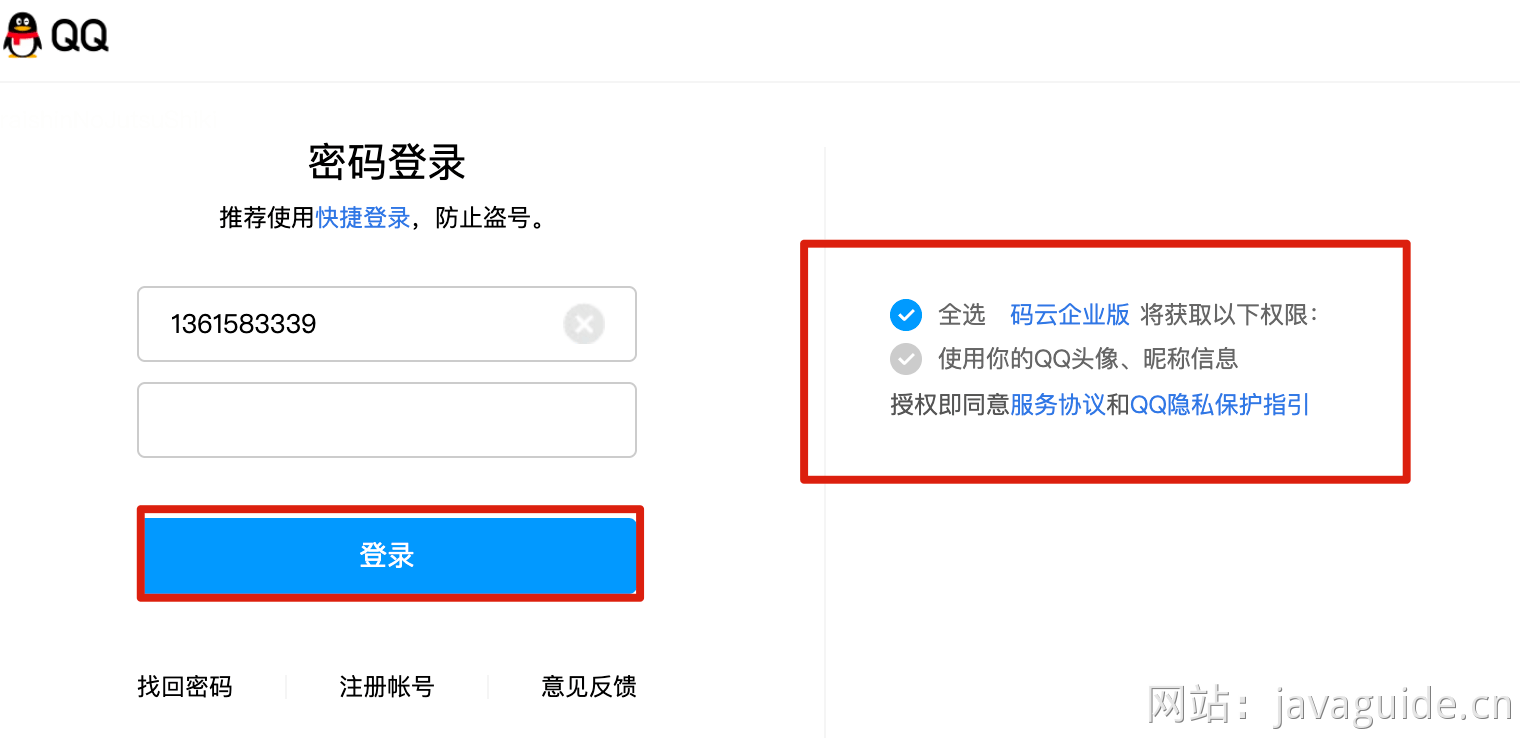 QQ
密码登录
推荐使用快捷登录，防止盗号。
1361583339
登录
找回密码
注册帐号
意见反馈
全选 码云企业版 将获取以下权限：
使用你的QQ头像、昵称信息
授权即同意服务协议和QQ隐私保护指引
网站：javaguide.cn